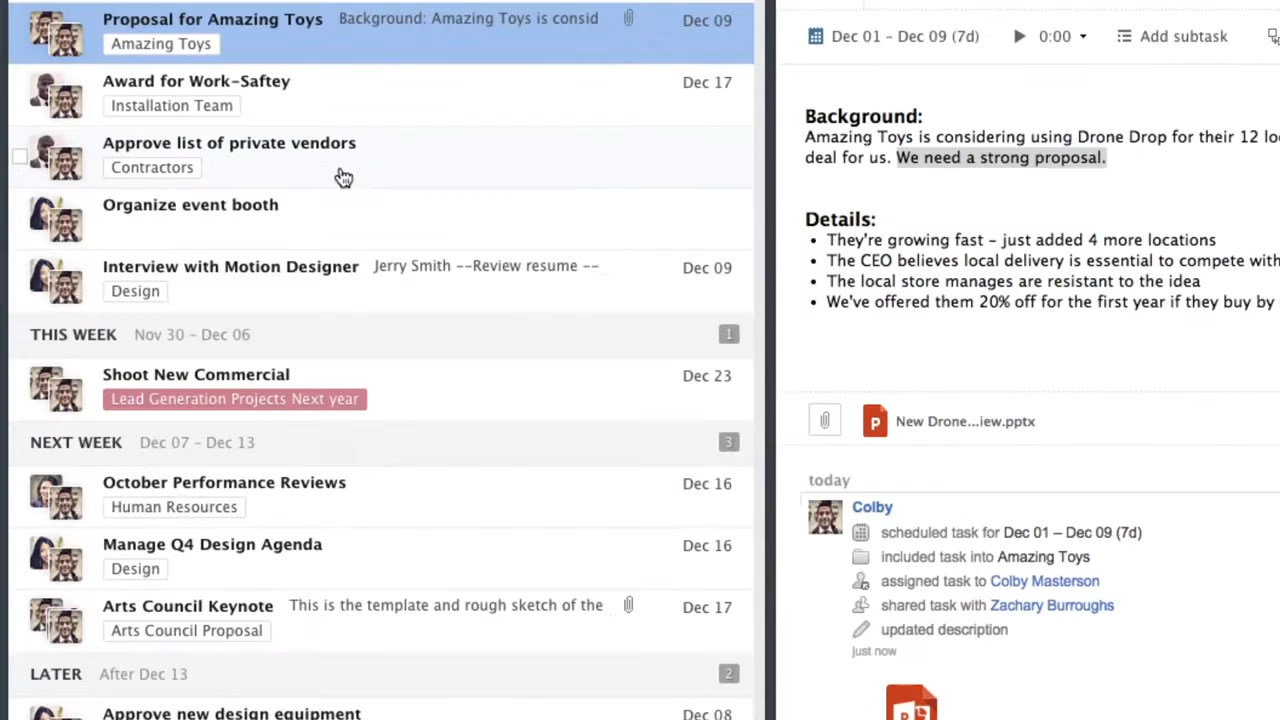 Proposal for Amazing Toys Background: Amazing Toys is consid Dec 09
Amazing Toys
Award for Work-Saftey Dec 17
Installation Team
Approve list of private vendors
Contractors
Organize event booth
Interview with Motion Designer Jerry Smith --Review resume -- Dec 09
Design
THIS WEEK Nov 30 - Dec 06 1
Shoot New Commercial Dec 23
Lead Generation Projects Next year
NEXT WEEK Dec 07 - Dec 13 3
October Performance Reviews Dec 16
Human Resources
Manage Q4 Design Agenda Dec 16
Design
Arts Council Keynote This is the template and rough sketch of the Dec 17
Arts Council Proposal
LATER After Dec 13 2
Approve new design equipment Dec 08
Dec 01 - Dec 09 (7d) 0:00 Add subtask
Background:
Amazing Toys is considering using Drone Drop for their 12 lo
deal for us. We need a strong proposal.
Details:
• They're growing fast - just added 4 more locations
• The CEO believes local delivery is essential to compete with
• The local store manages are resistant to the idea
• We've offered them 20% off for the first year if they buy by
New Drone...iew.pptx
today
Colby
scheduled task for Dec 01 – Dec 09 (7d)
included task into Amazing Toys
assigned task to Colby Masterson
shared task with Zachary Burroughs
updated description
just now